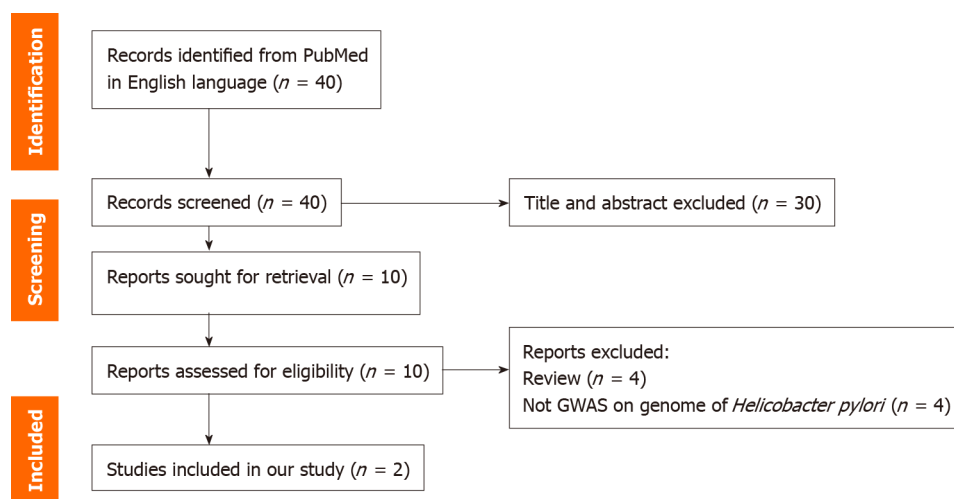 Identification
Records identified from PubMed
in English language (n = 40)
Screening
Records screened (n = 40)
Title and abstract excluded (n = 30)
Reports sought for retrieval (n = 10)
Reports assessed for eligibility (n = 10)
Reports excluded:
Review (n = 4)
Not GWAS on genome of Helicobacter pylori (n = 4)
Included
Studies included in our study (n = 2)